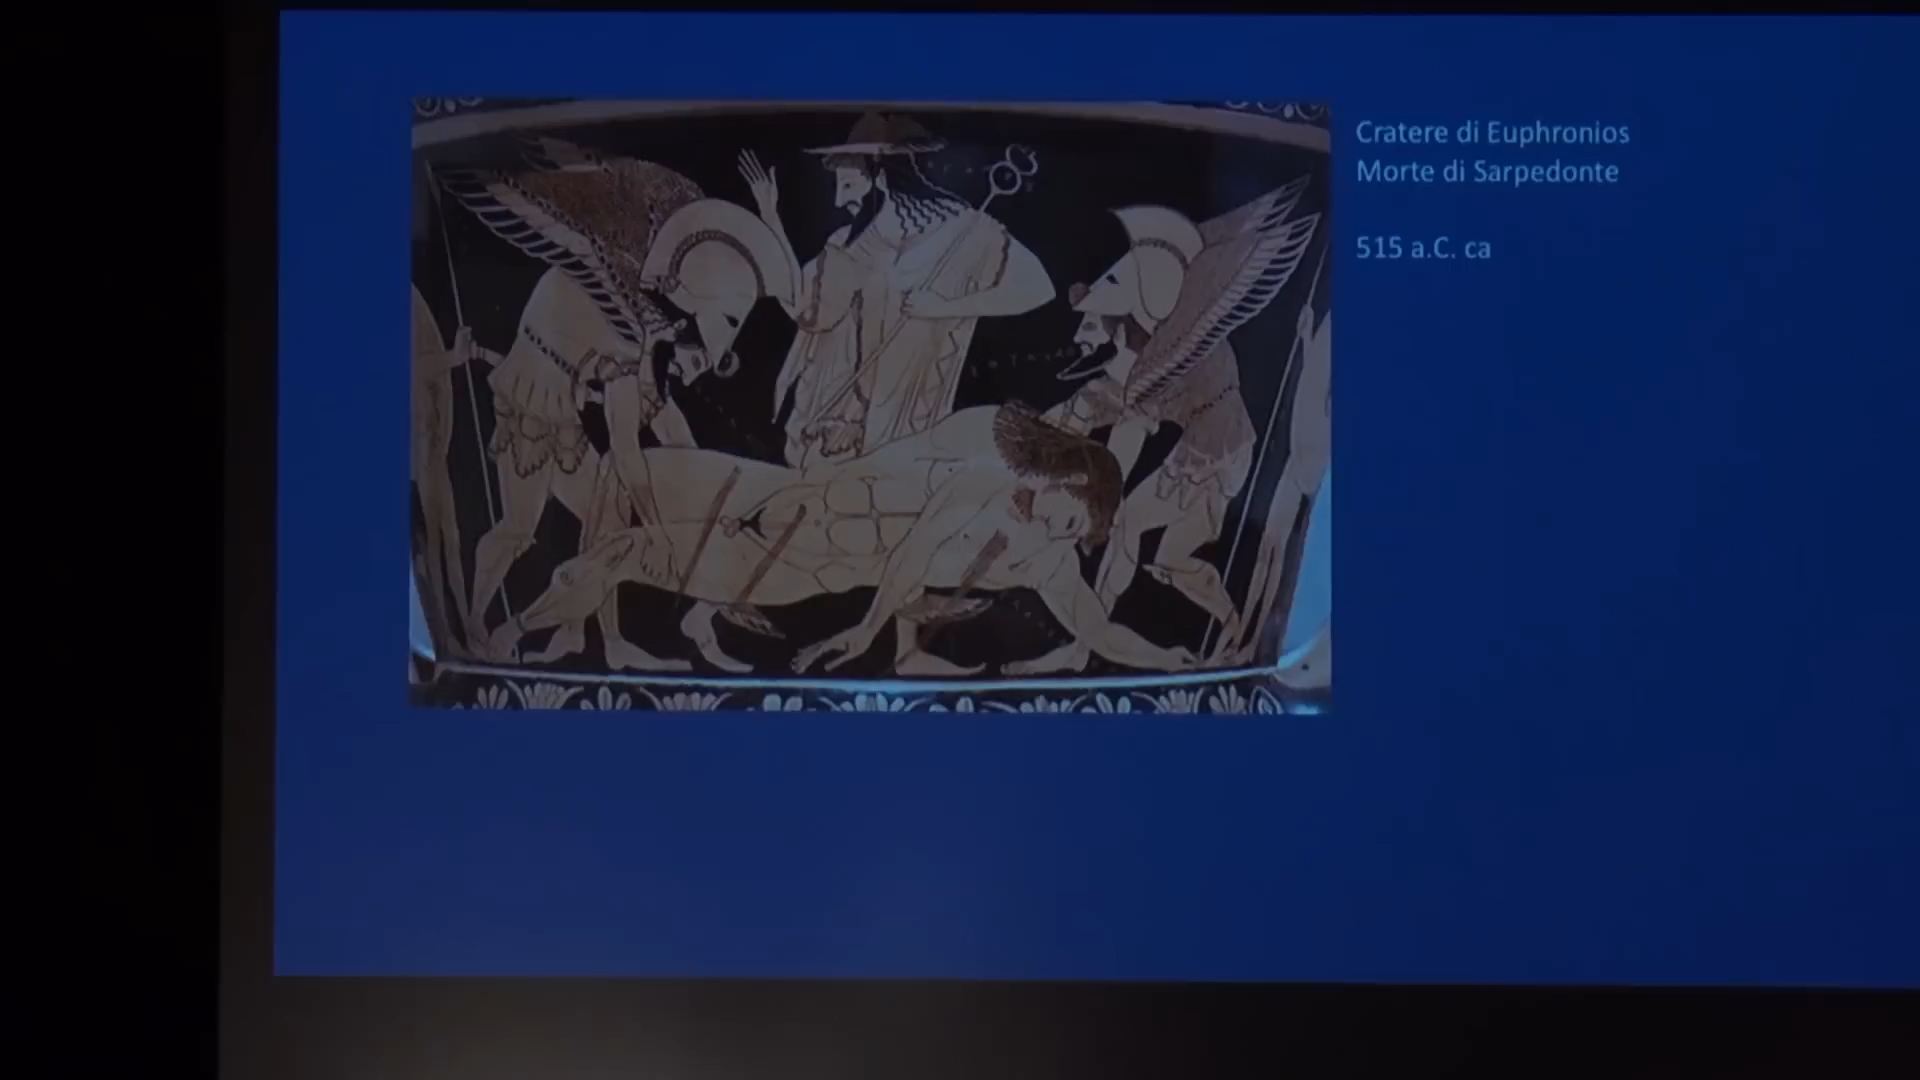 Cratere di Euphronios
Morte di Sarpedonte
515 a.C. ca